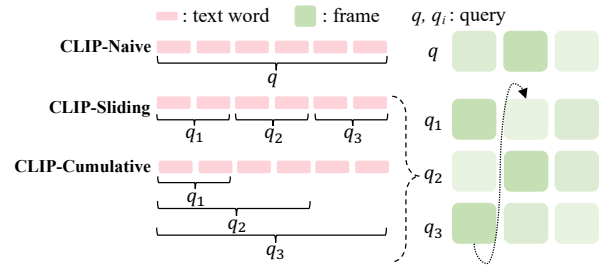 : text word : frame q, qᵢ : query
CLIP-Naive
q
q
CLIP-Sliding
q₁ q₂ q₃
q₁
CLIP-Cumulative
q₁
q₂
q₂
q₃
q₃